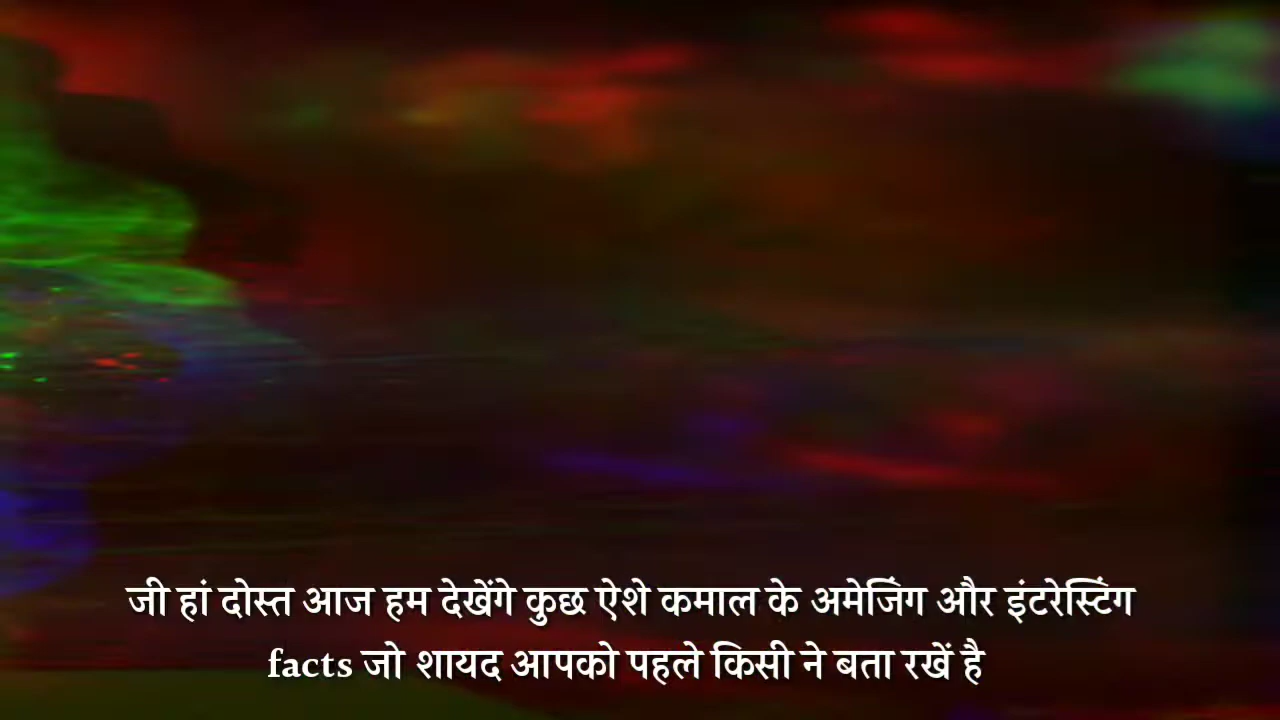 जी हां दोस्त आज हम देखेंगे कुछ ऐशे कमाल के अमेजिंग और इंटरेस्टिंग
facts जो शायद आपको पहले किसी ने बता रखें है